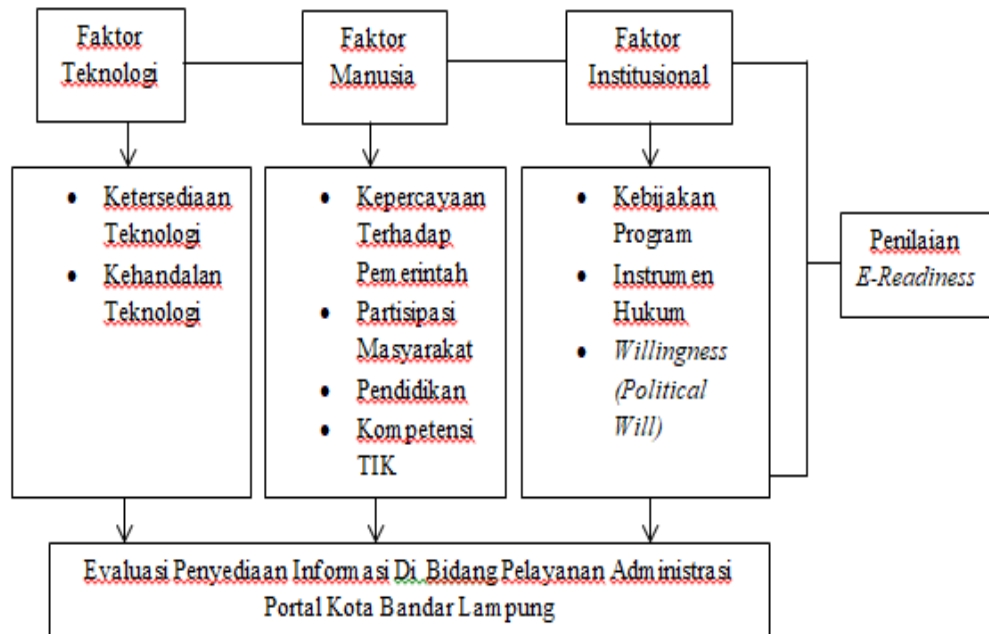 Faktor
Teknologi
Faktor
Manusia
Faktor
Institusional
• Ketersediaan
Teknologi
• Kehandalan
Teknologi
• Kepercayaan
Terhadap
Pemerintah
• Partisipasi
Masyarakat
• Pendidikan
• Kompetensi
TIK
• Kebijakan
Program
• Instrumen
Hukum
• Willingness
(Political
Will)
Penilaian
E-Readiness
Evaluasi Penyediaan Informasi Di Bidang Pelayanan Administrasi
Portal Kota Bandar Lampung